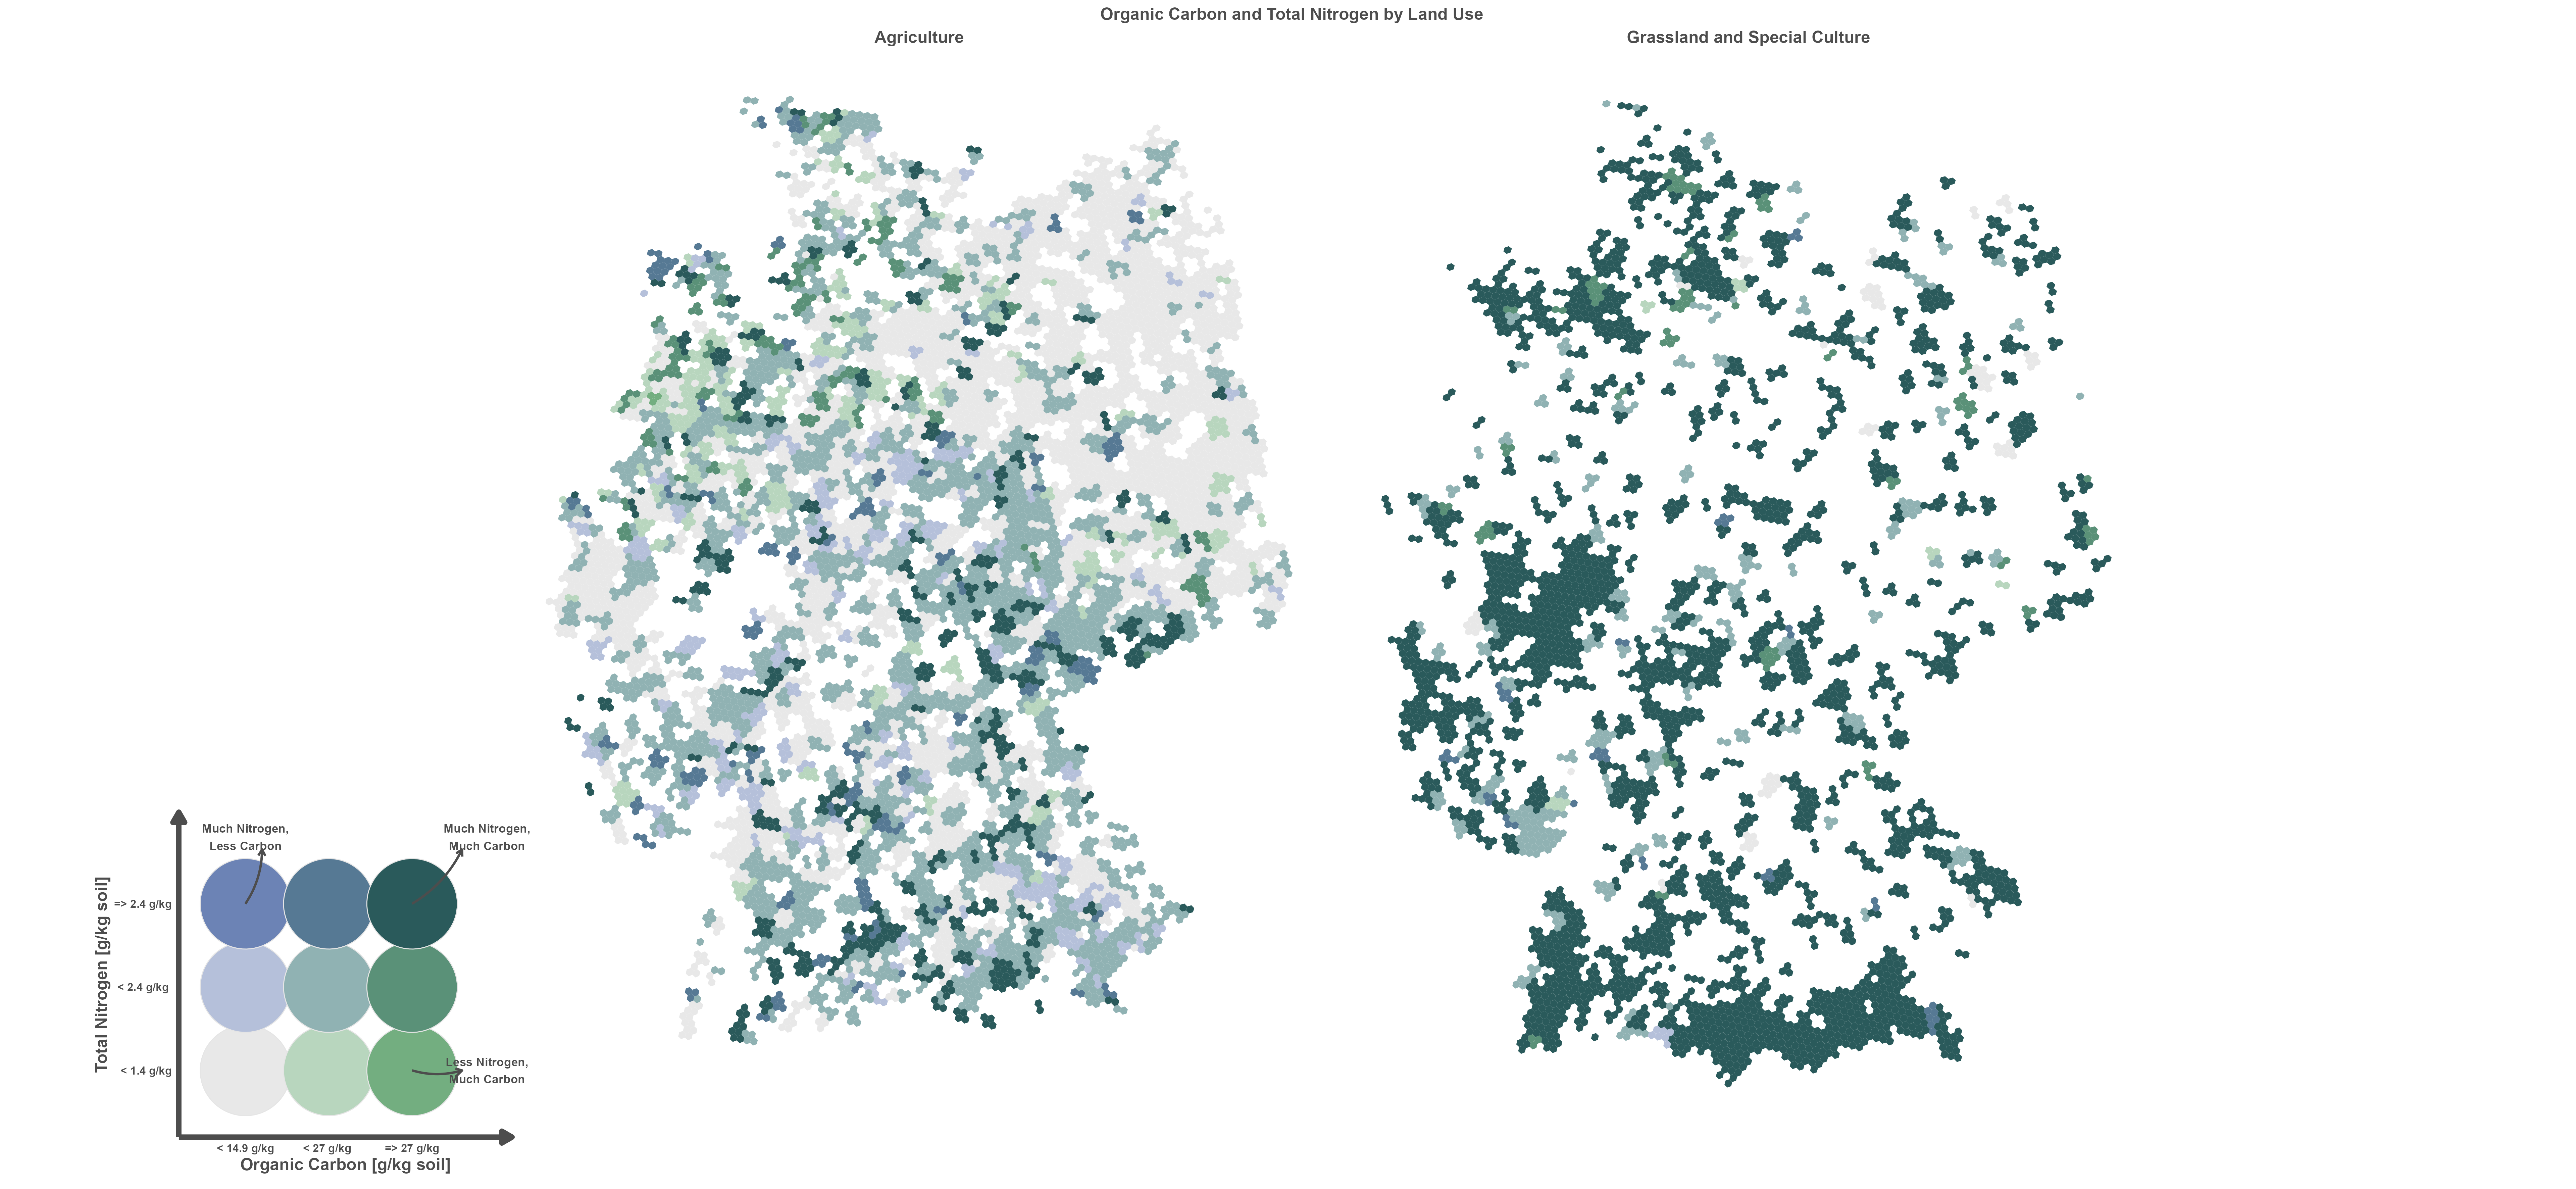 Organic Carbon and Total Nitrogen by Land Use
Agriculture
Grassland and Special Culture
Much Nitrogen,
Less Carbon
Much Nitrogen,
Much Carbon
Total Nitrogen [g/kg soil]
=> 2.4 g/kg
< 2.4 g/kg
< 1.4 g/kg
Less Nitrogen,
Much Carbon
< 14.9 g/kg
< 27 g/kg
=> 27 g/kg
Organic Carbon [g/kg soil]